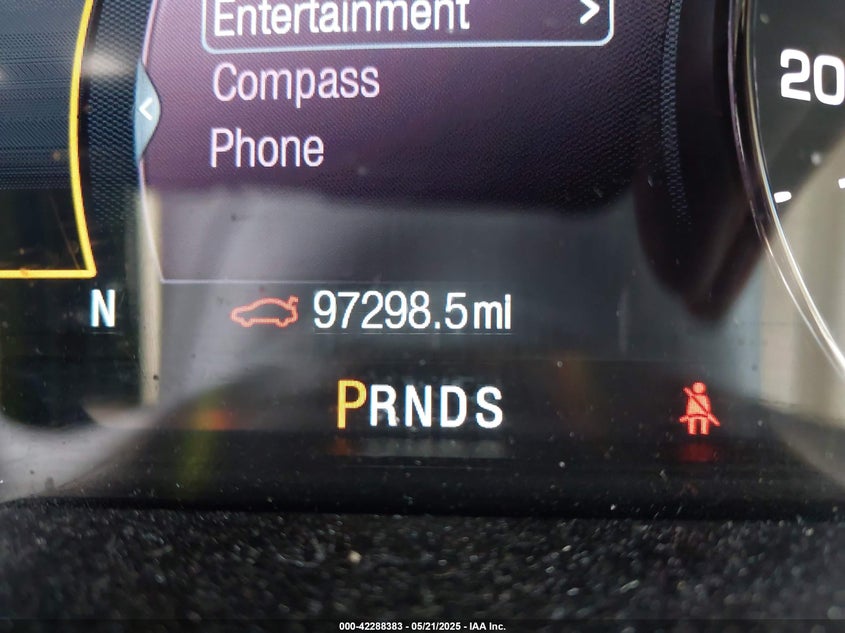 Entertainment >
Compass
<
Phone
20
N
97298.5mi
PRNDS
000-42288383 - 05/21/2025 - IAA Inc.